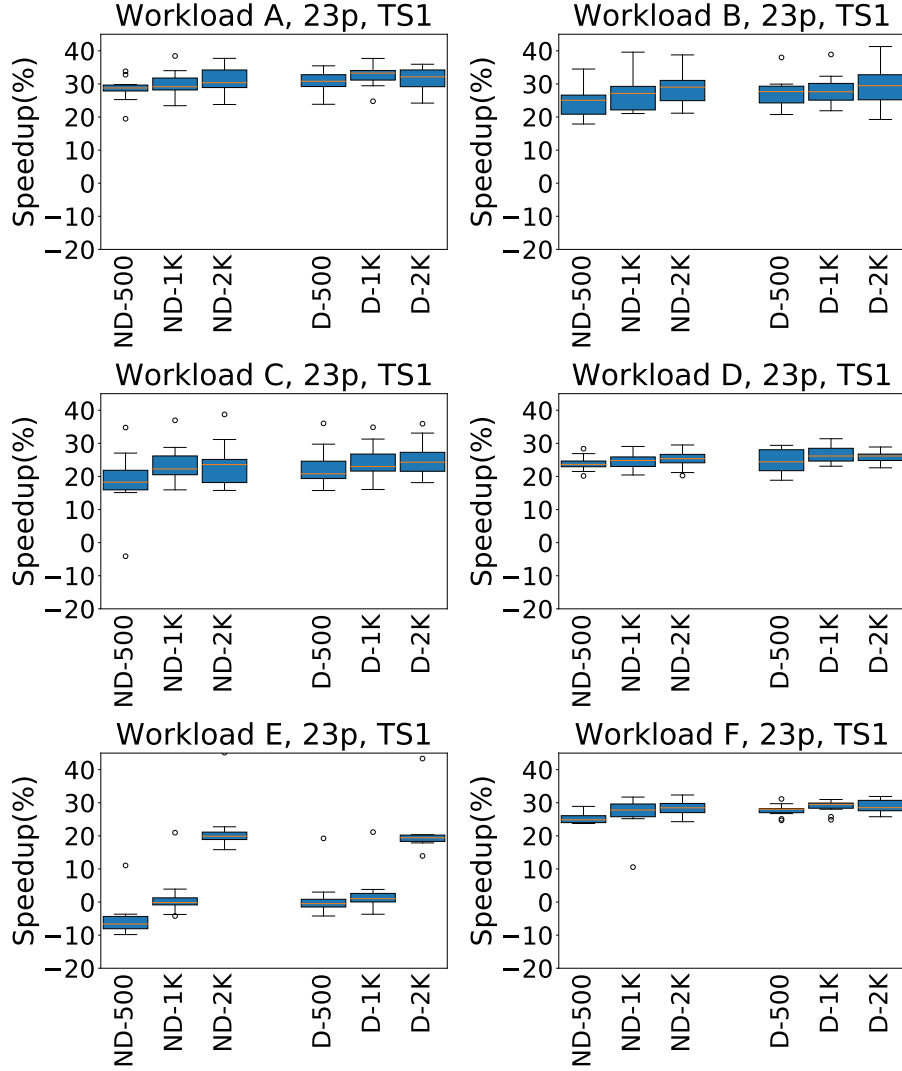 Workload A, 23p, TS1
Speedup(%)
40
30
20
10
0
−10
−20
ND-500
ND-1K
ND-2K
D-500
D-1K
D-2K
Workload B, 23p, TS1
Speedup(%)
40
30
20
10
0
−10
−20
ND-500
ND-1K
ND-2K
D-500
D-1K
D-2K
Workload C, 23p, TS1
Speedup(%)
40
30
20
10
0
−10
−20
ND-500
ND-1K
ND-2K
D-500
D-1K
D-2K
Workload D, 23p, TS1
Speedup(%)
40
30
20
10
0
−10
−20
ND-500
ND-1K
ND-2K
D-500
D-1K
D-2K
Workload E, 23p, TS1
Speedup(%)
40
30
20
10
0
−10
−20
ND-500
ND-1K
ND-2K
D-500
D-1K
D-2K
Workload F, 23p, TS1
Speedup(%)
40
30
20
10
0
−10
−20
ND-500
ND-1K
ND-2K
D-500
D-1K
D-2K